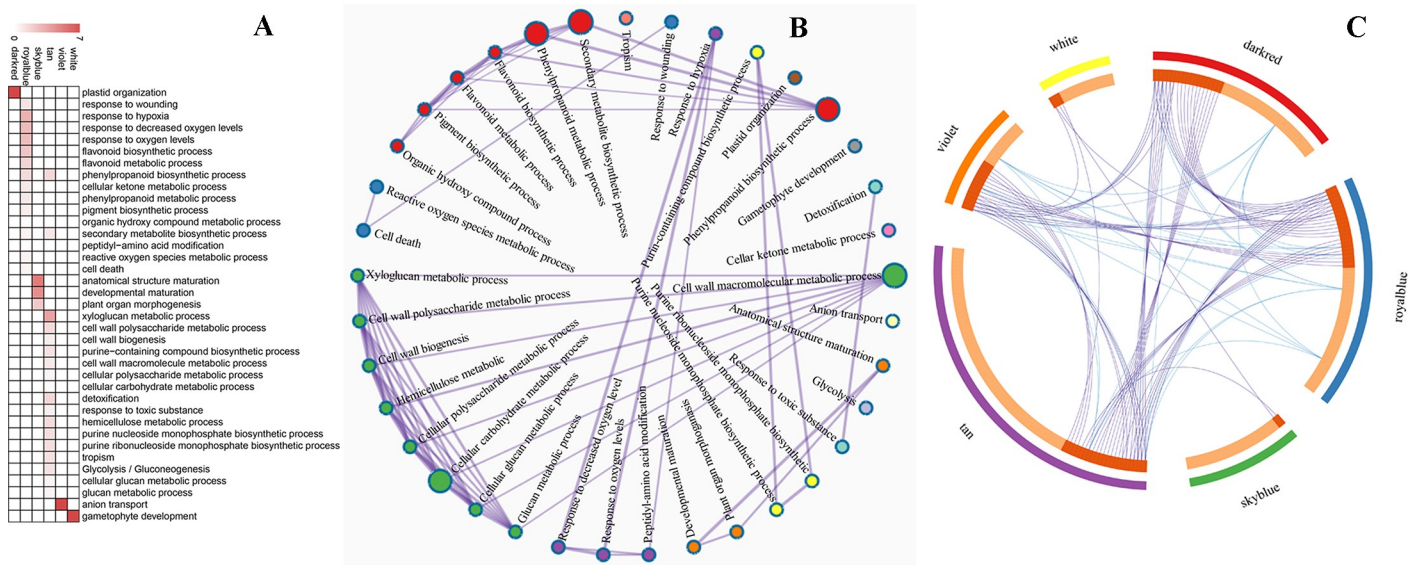 A
B
C
0
7
darkred
royalblue
skyblue
tan
violet
white
plastid organization
response to wounding
response to hypoxia
response to decreased oxygen levels
response to oxygen levels
flavonoid biosynthetic process
flavonoid metabolic process
phenylpropanoid biosynthetic process
cellular ketone metabolic process
phenylpropanoid metabolic process
pigment biosynthetic process
organic hydroxy compound metabolic process
secondary metabolite biosynthetic process
peptidyl−amino acid modification
reactive oxygen species metabolic process
cell death
anatomical structure maturation
developmental maturation
plant organ morphogenesis
xyloglucan metabolic process
cell wall polysaccharide metabolic process
cell wall biogenesis
purine−containing compound biosynthetic process
cell wall macromolecule metabolic process
cellular polysaccharide metabolic process
cellular carbohydrate metabolic process
detoxification
response to toxic substance
hemicellulose metabolic process
purine nucleoside monophosphate biosynthetic process
purine ribonucleoside monophosphate biosynthetic process
tropism
Glycolysis / Gluconeogenesis
cellular glucan metabolic process
glucan metabolic process
anion transport
gametophyte development
Secondary metabolite biosynthetic process
Tropism
Response to wounding
Response to hypoxia
Purin-containing compound biosynthetic process
Plastid organization
Phenylpropanoid biosynthetic process
Gametophyte development
Detoxification
Cellar ketone metabolic process
Cell wall macromolecular metabolic process
Anion transport
Anatomical structure maturation
Glycolysis
Response to toxic substance
Purine ribonucleoside monophosphate biosynthetic
Purine nucleoside monophosphate biosynthetic process
Plant organ morphogenesis
Developmental maturation
Peptidyl-amino acid modification
Response to oxygen levels
Response to decreased oxygen level
Glucan metabolic process
Cellular glucan metabolic process
Cellular carbohydrate metabolic process
Cellular polysaccharide metabolic process
Hemicellulose metabolic
Cell wall biogenesis
Cell wall polysaccharide metabolic process
Xyloglucan metabolic process
Cell death
Reactive oxygen species metabolic process
Organic hydroxy compound process
Pigment biosynthetic process
Flavonoid metabolic process
Flavonoid biosynthetic process
Phenylpropanoid metabolic process
white
darkred
violet
royalblue
tan
skyblue